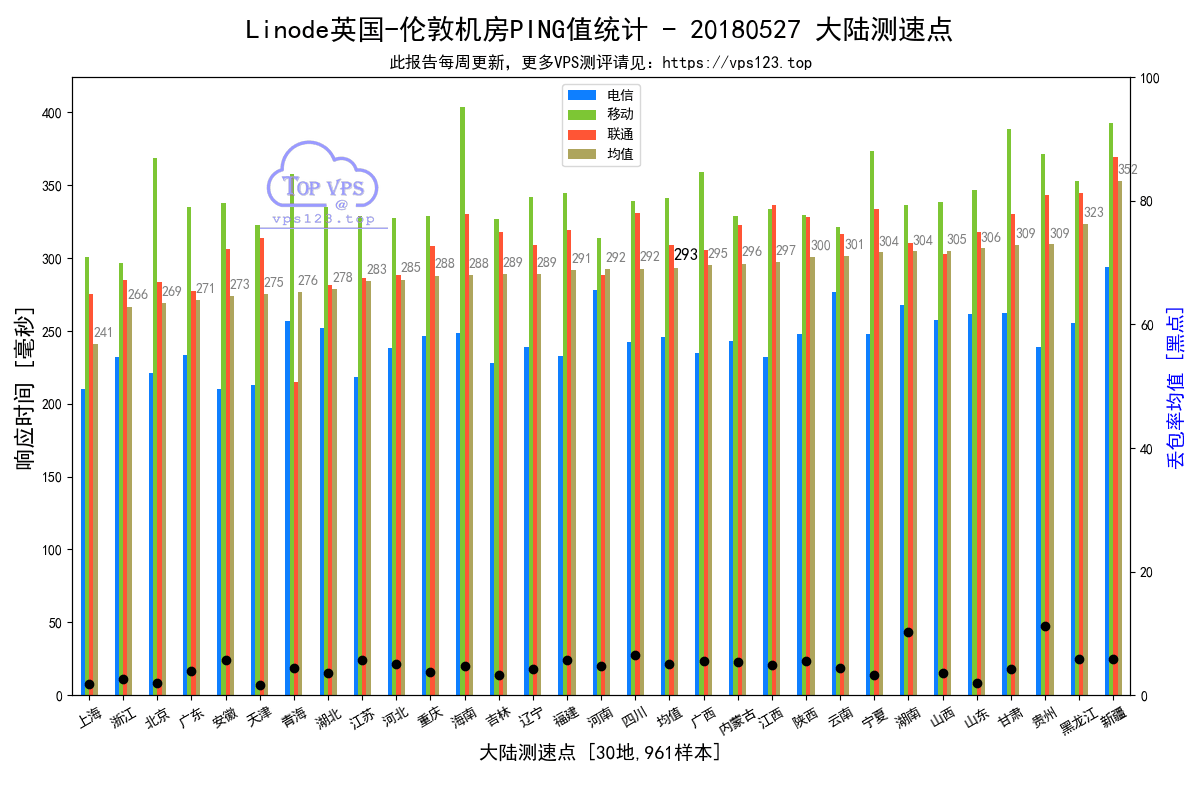 Linode英国-伦敦机房PING值统计 - 20180527 大陆测速点
此报告每周更新, 更多VPS测评请见：https://vps123.top
电信
移动
联通
均值
TOP VPS
@
vps123.top
响应时间 [毫秒]
400
350
300
250
200
150
100
50
0
241 266 269 271 273 275 276 278 283 285 288 288 289 289 291 292 292 293 295 296 297 300 301 304 304 305 306 309 309 323 352
100
80
60
40
20
0
丢包率均值 [黑点]
上海 浙江 北京 广东 安徽 天津 青海 湖北 江苏 河北 重庆 海南 吉林 辽宁 福建 河南 四川 均值 广西 内蒙古 江西 陕西 云南 宁夏 湖南 山西 山东 甘肃 贵州 黑龙江 新疆
大陆测速点 [30地,961样本]